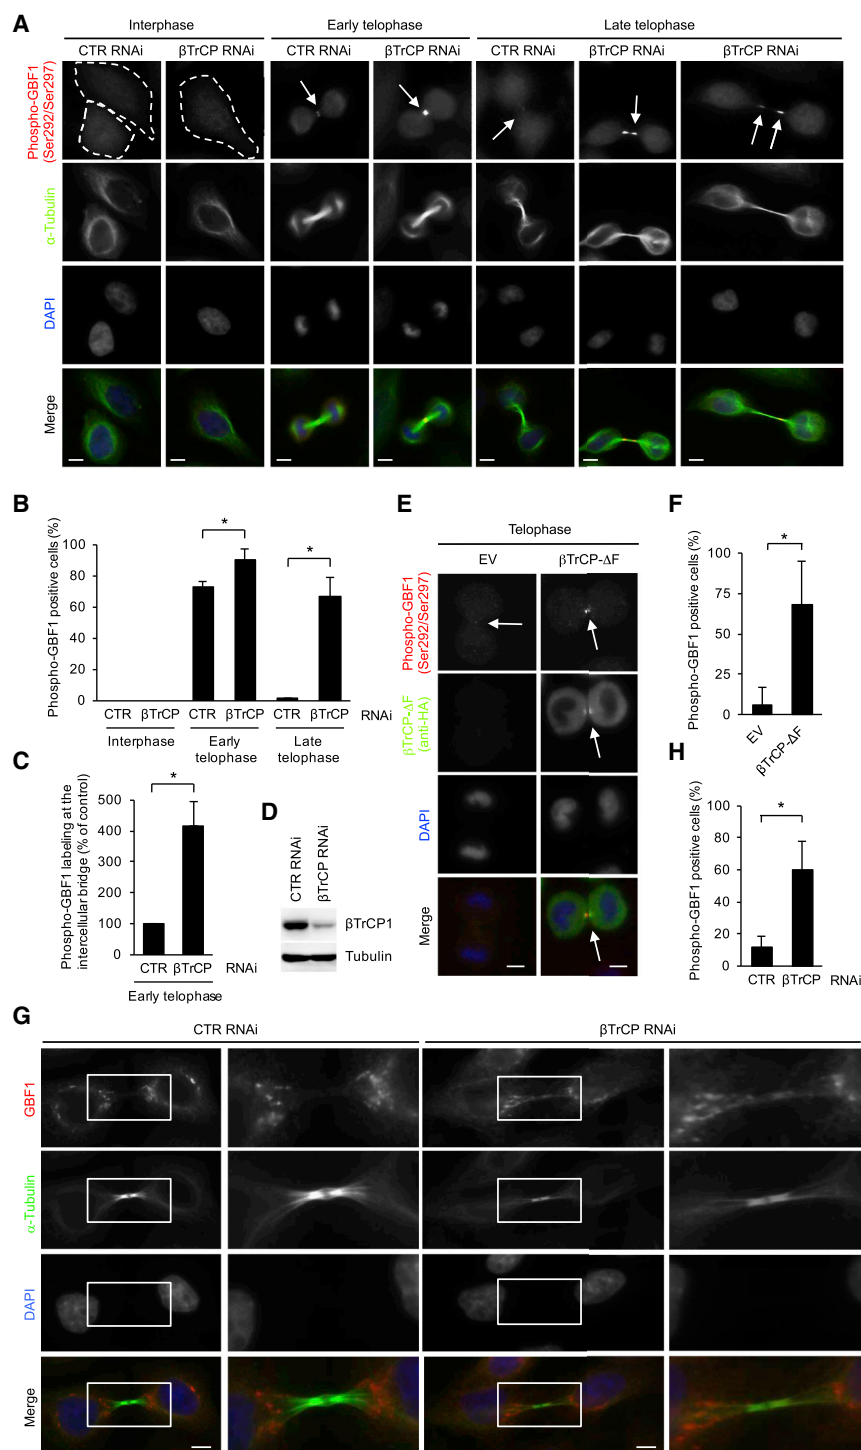 A
Interphase
Early telophase
Late telophase
CTR RNAi
βTrCP RNAi
CTR RNAi
βTrCP RNAi
CTR RNAi
βTrCP RNAi
βTrCP RNAi
Phospho-GBF1
(Ser292/Ser297)
α-Tubulin
DAPI
Merge
B
Phospho-GBF1 positive cells (%)
100
80
60
40
20
0
*
*
CTR βTrCP CTR βTrCP CTR βTrCP RNAi
Interphase
Early
telophase
Late
telophase
C
Phospho-GBF1 labeling at the
intercellular bridge (% of control)
500
400
300
200
100
0
*
CTR βTrCP RNAi
Early telophase
D
CTR RNAi
βTrCP RNAi
βTrCP1
Tubulin
E
Telophase
EV
βTrCP-ΔF
Phospho-GBF1
(Ser292/Ser297)
βTrCP-ΔF
(anti-HA)
DAPI
Merge
F
Phospho-GBF1 positive cells (%)
100
75
50
25
0
*
EV
βTrCP-ΔF
H
Phospho-GBF1 positive cells (%)
100
80
60
40
20
0
*
CTR βTrCP RNAi
G
CTR RNAi
βTrCP RNAi
GBF1
α-Tubulin
DAPI
Merge